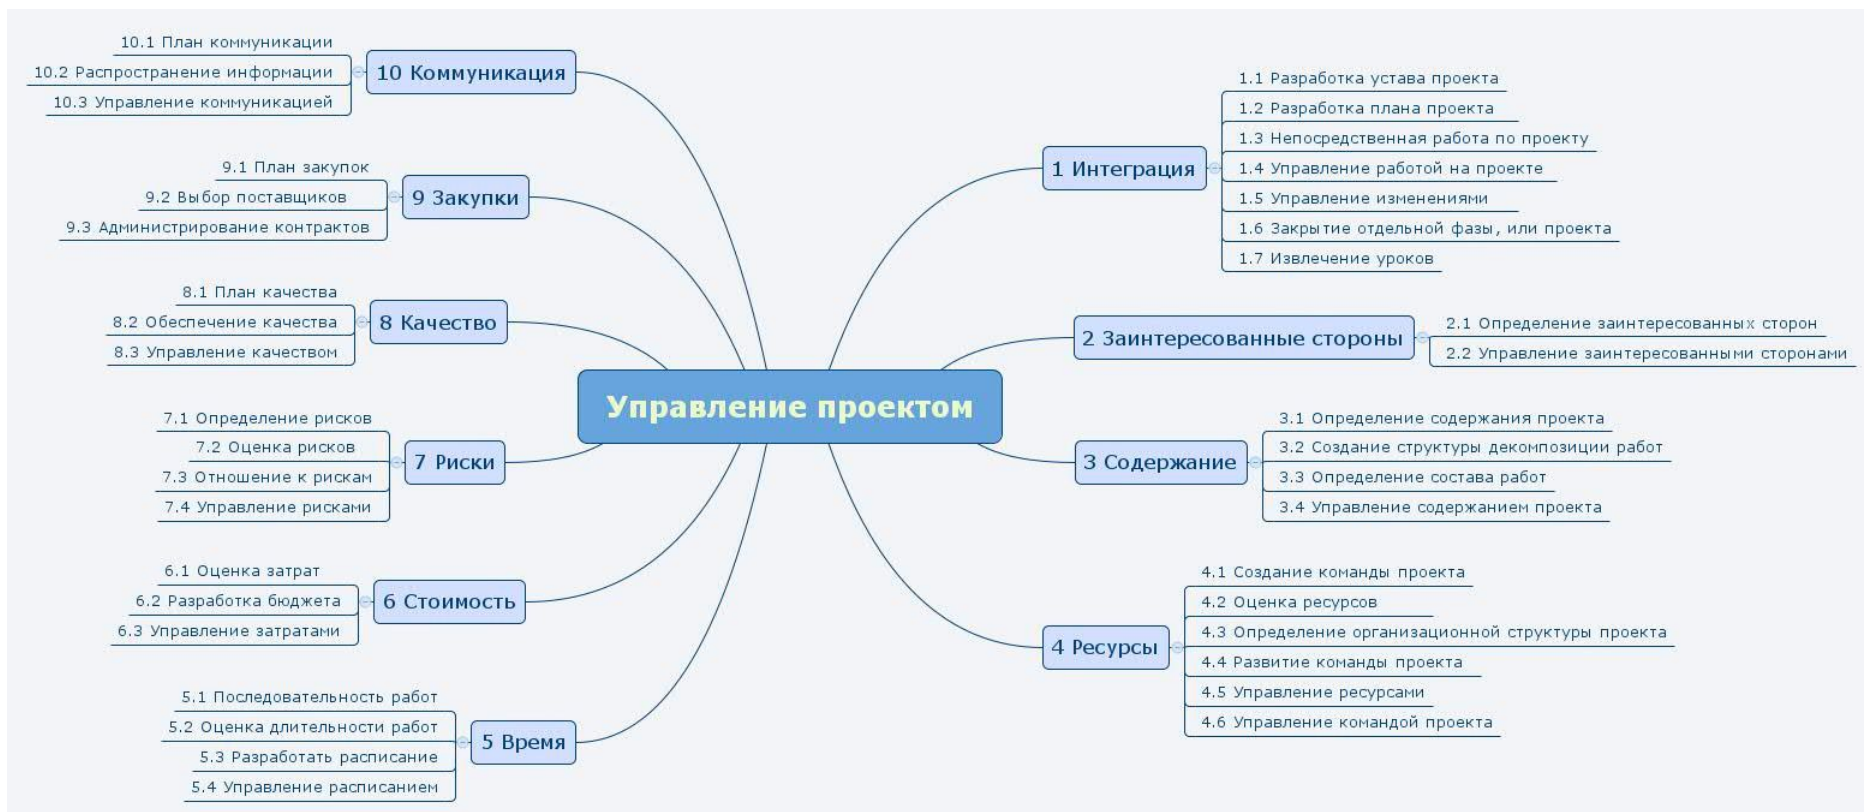 Управление проектом
1 Интеграция
1.1 Разработка устава проекта
1.2 Разработка плана проекта
1.3 Непосредственная работа по проекту
1.4 Управление работой на проекте
1.5 Управление изменениями
1.6 Закрытие отдельной фазы, или проекта
1.7 Извлечение уроков
2 Заинтересованные стороны
2.1 Определение заинтересованных сторон
2.2 Управление заинтересованными сторонами
3 Содержание
3.1 Определение содержания проекта
3.2 Создание структуры декомпозиции работ
3.3 Определение состава работ
3.4 Управление содержанием проекта
4 Ресурсы
4.1 Создание команды проекта
4.2 Оценка ресурсов
4.3 Определение организационной структуры проекта
4.4 Развитие команды проекта
4.5 Управление ресурсами
4.6 Управление командой проекта
5 Время
5.1 Последовательность работ
5.2 Оценка длительности работ
5.3 Разработать расписание
5.4 Управление расписанием
6 Стоимость
6.1 Оценка затрат
6.2 Разработка бюджета
6.3 Управление затратами
7 Риски
7.1 Определение рисков
7.2 Оценка рисков
7.3 Отношение к рискам
7.4 Управление рисками
8 Качество
8.1 План качества
8.2 Обеспечение качества
8.3 Управление качеством
9 Закупки
9.1 План закупок
9.2 Выбор поставщиков
9.3 Администрирование контрактов
10 Коммуникация
10.1 План коммуникации
10.2 Распространение информации
10.3 Управление коммуникацией